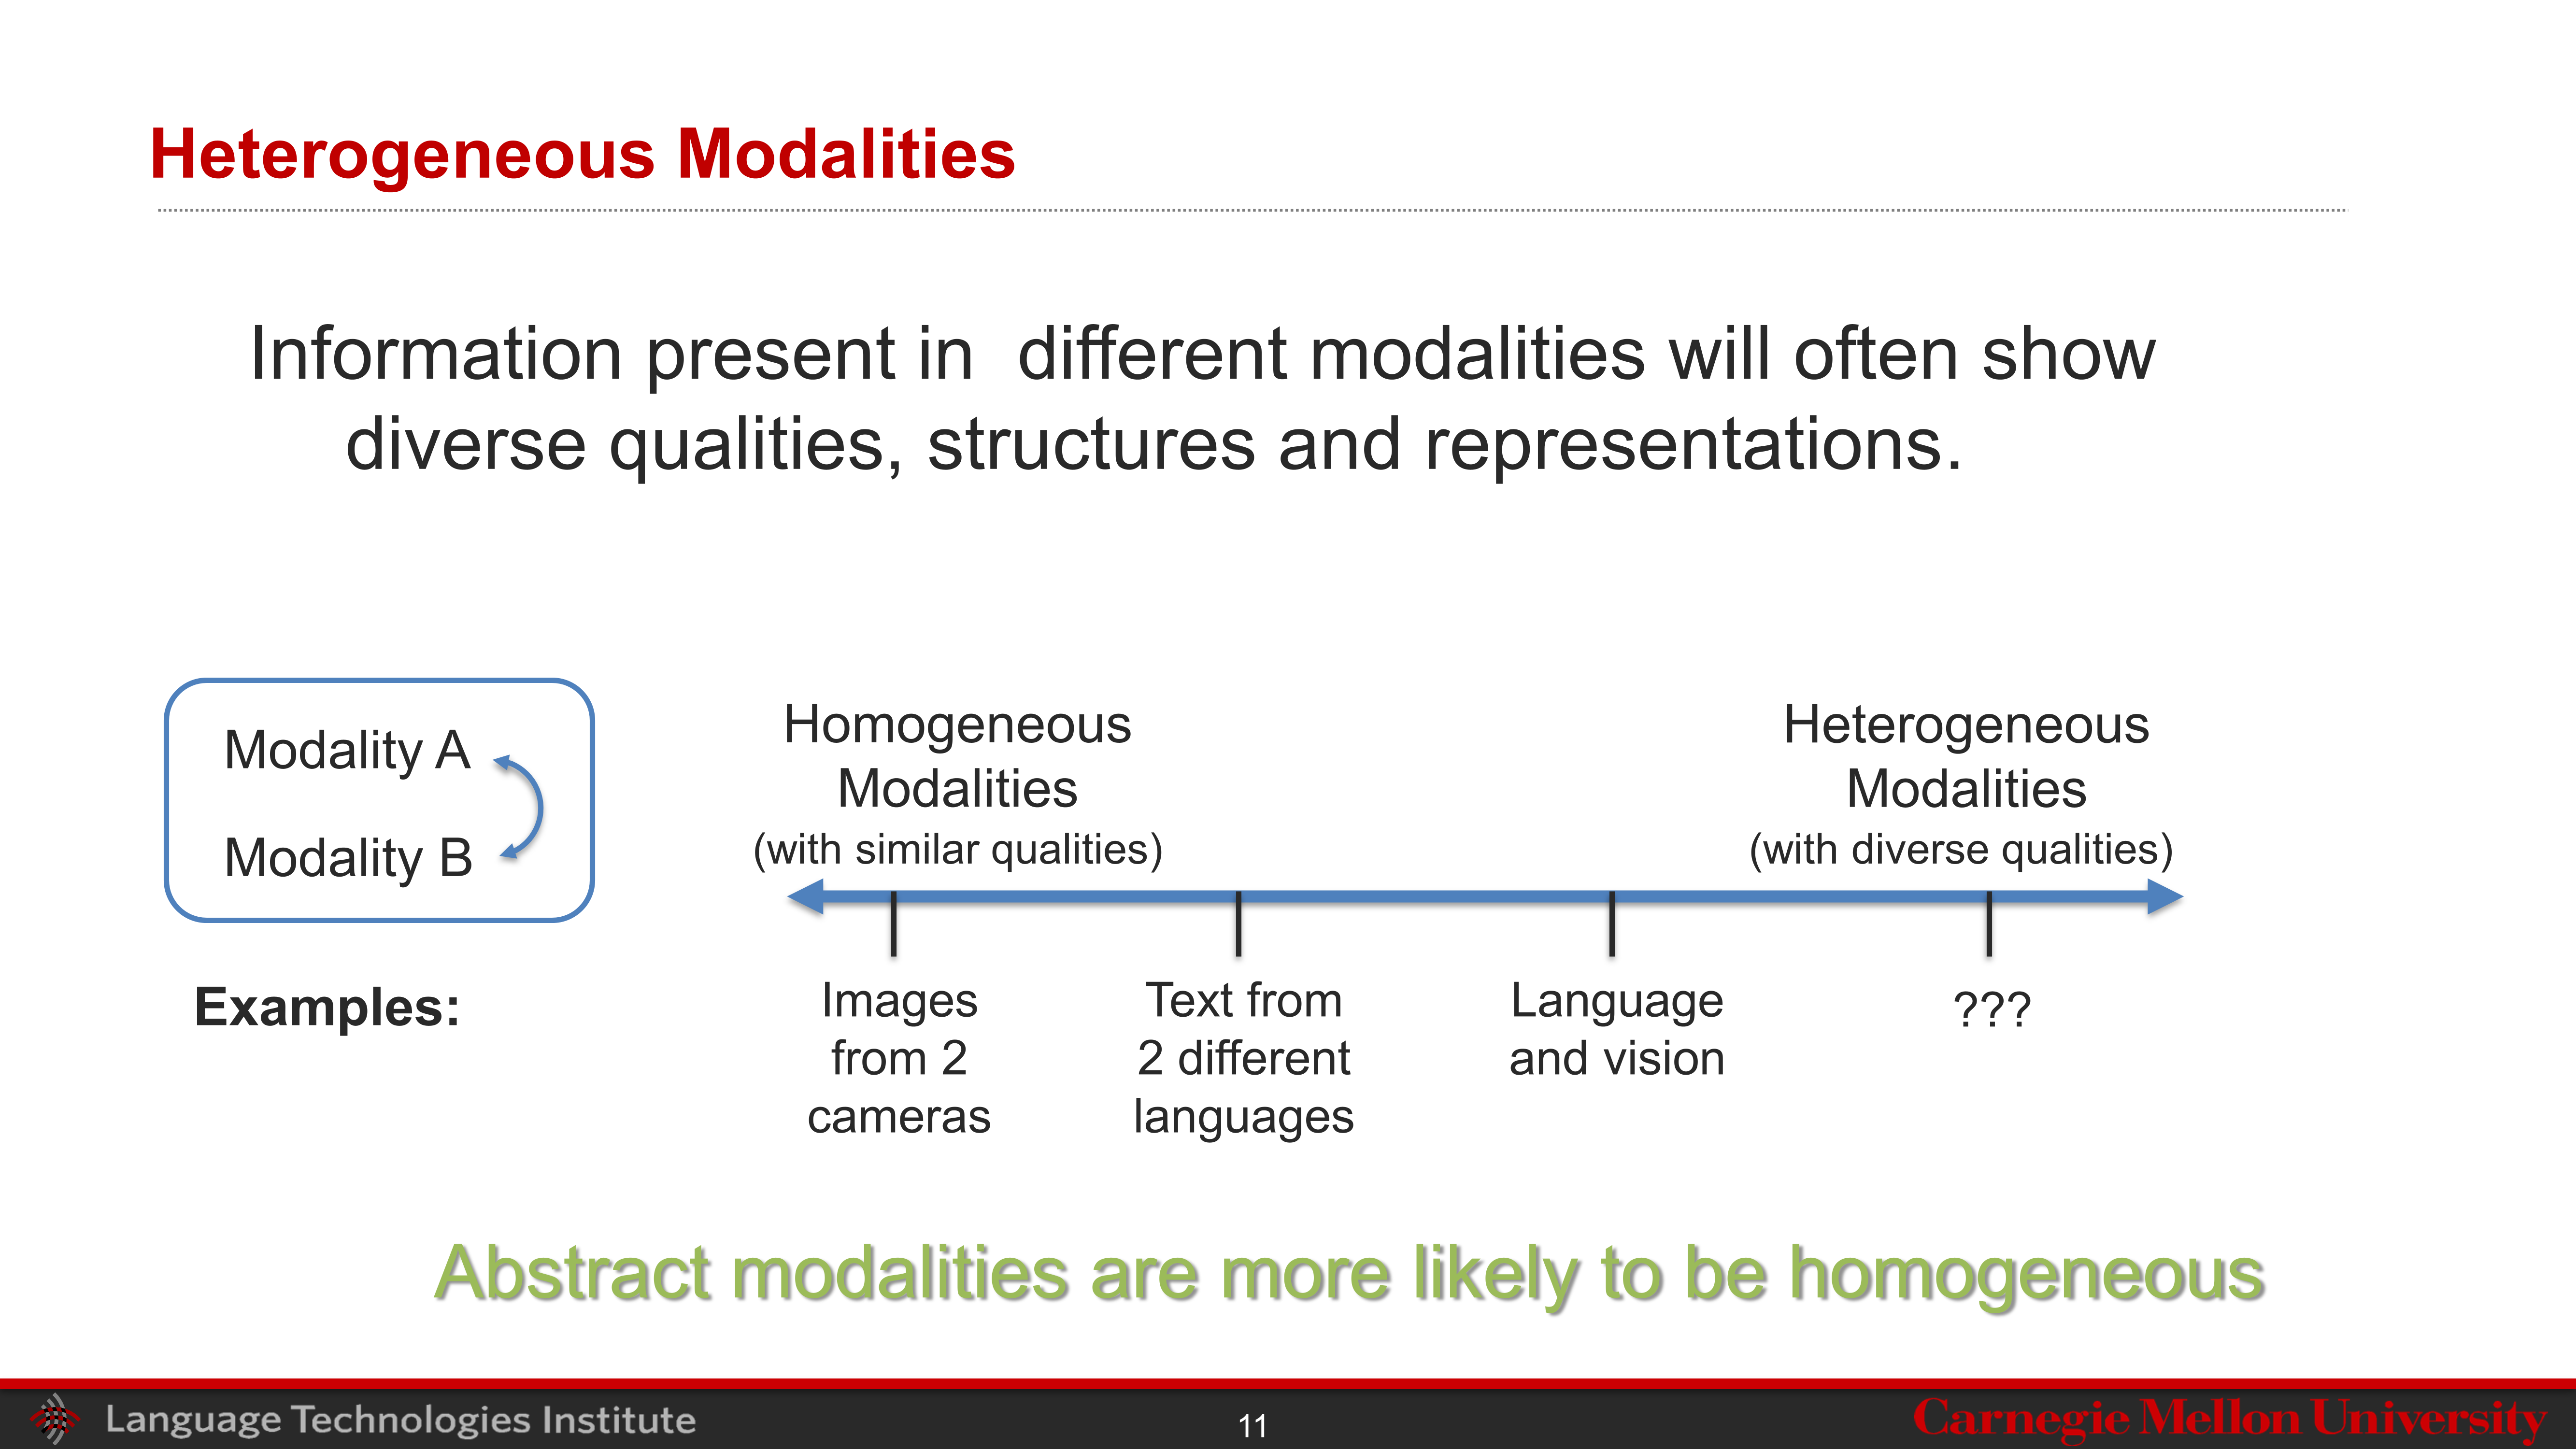 Heterogeneous Modalities
Information present in  different modalities will often show
diverse qualities, structures and representations.
Modality A
Modality B
Homogeneous
Modalities
(with similar qualities)
Heterogeneous
Modalities
(with diverse qualities)
Examples:
Images
from 2
cameras
Text from
2 different
languages
Language
and vision
???
Abstract modalities are more likely to be homogeneous
Language Technologies Institute
11
Carnegie Mellon University